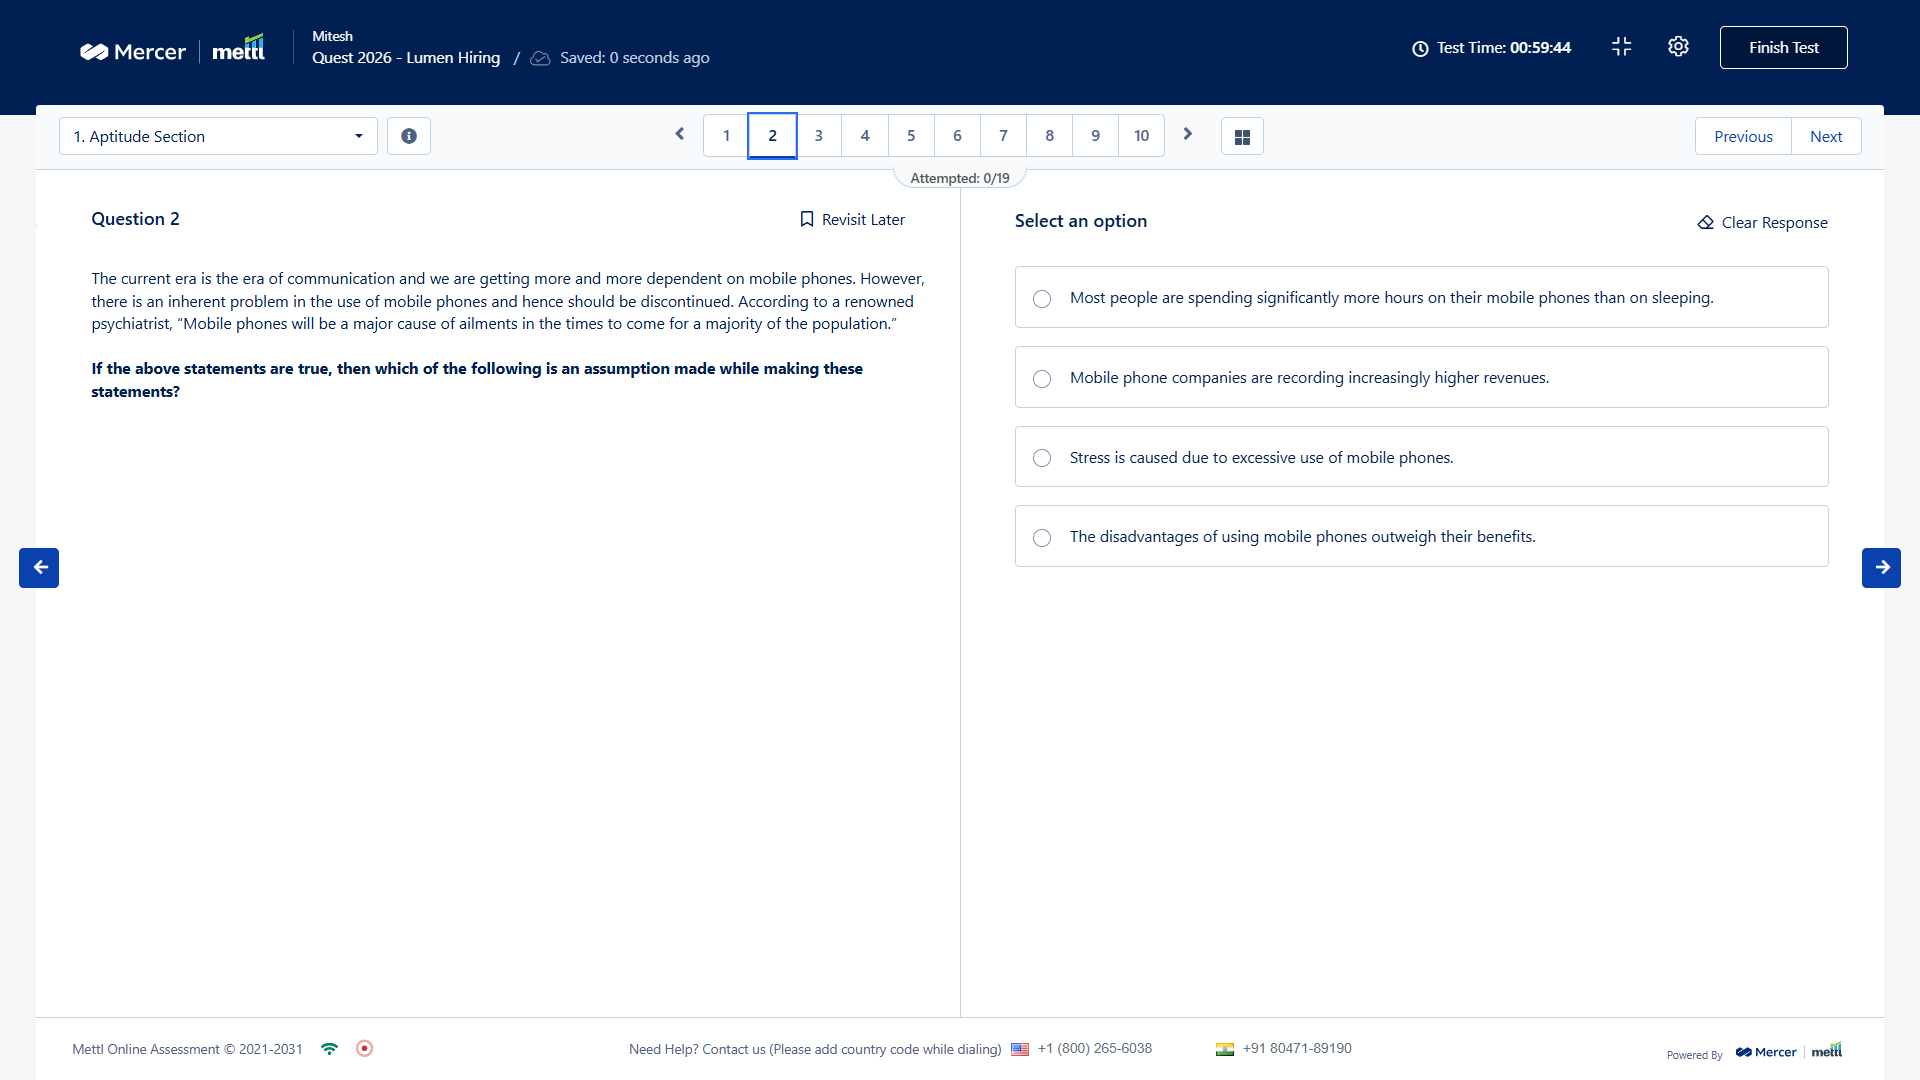 Mercer mettl
Mitesh
Quest 2026 - Lumen Hiring / Saved: 0 seconds ago
Test Time: 00:59:44
Finish Test
1. Aptitude Section
1 2 3 4 5 6 7 8 9 10
Previous Next
Attempted: 0/19
Question 2
Revisit Later
The current era is the era of communication and we are getting more and more dependent on mobile phones. However,
there is an inherent problem in the use of mobile phones and hence should be discontinued. According to a renowned
psychiatrist, “Mobile phones will be a major cause of ailments in the times to come for a majority of the population.”
If the above statements are true, then which of the following is an assumption made while making these
statements?
Select an option
Clear Response
Most people are spending significantly more hours on their mobile phones than on sleeping.
Mobile phone companies are recording increasingly higher revenues.
Stress is caused due to excessive use of mobile phones.
The disadvantages of using mobile phones outweigh their benefits.
Mettl Online Assessment © 2021-2031
Need Help? Contact us (Please add country code while dialing) +1 (800) 265-6038 +91 80471-89190
Powered By Mercer mettl